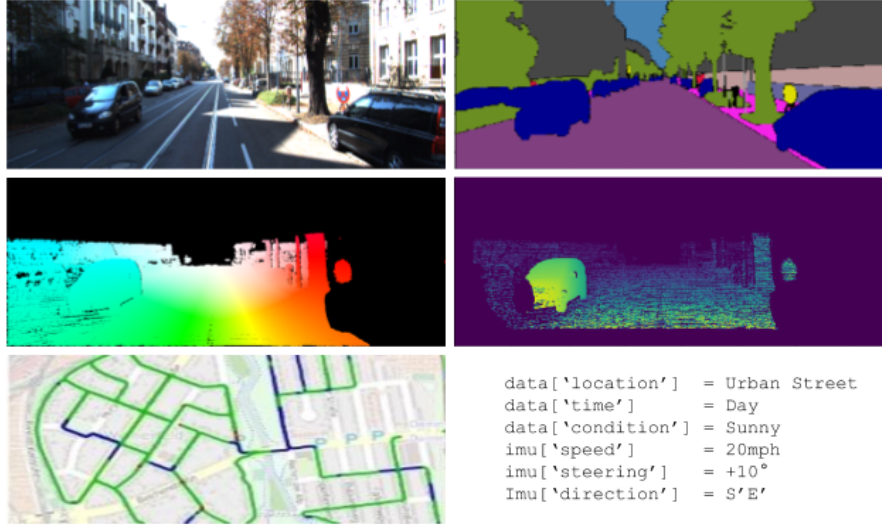 P P P
data[‘location’] = Urban Street
data[‘time’] = Day
data[‘condition’] = Sunny
imu[‘speed’] = 20mph
imu[‘steering’] = +10°
Imu[‘direction’] = S’E’